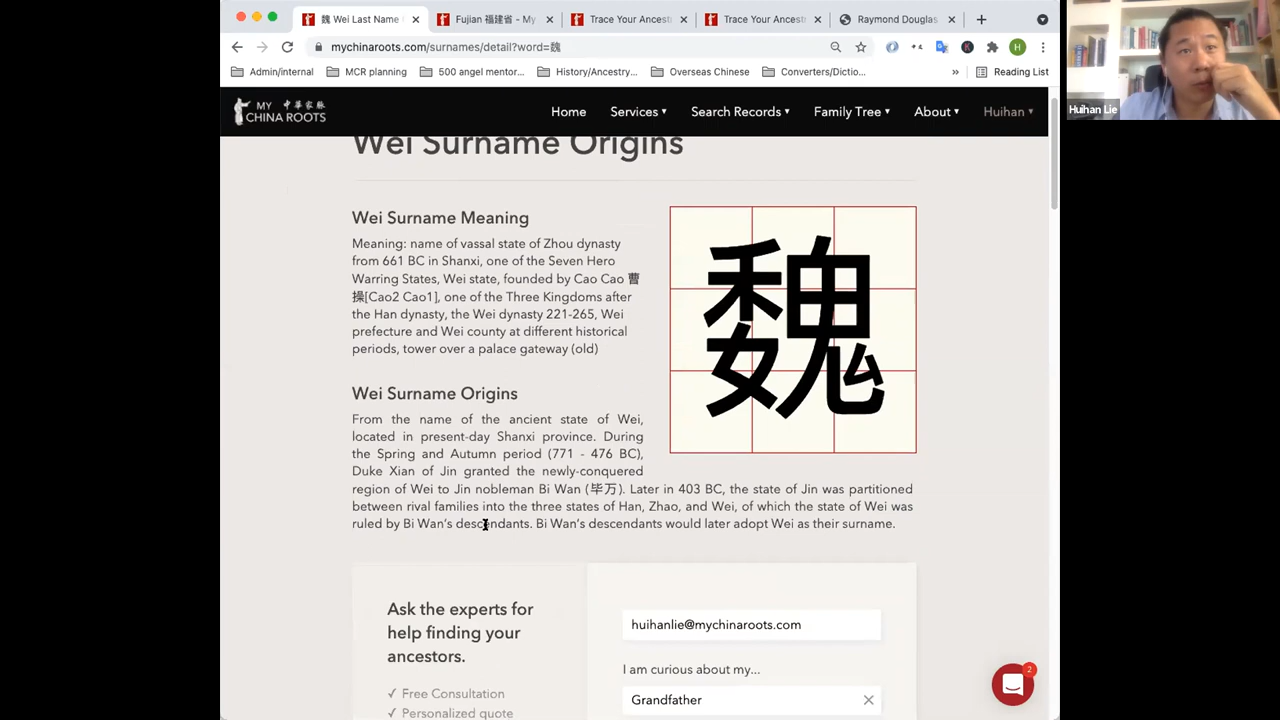 魏 Wei Last Name
Fujian 福建省 - My
Trace Your Ancest
Trace Your Ancest
Raymond Douglas
mychinaroots.com/surnames/detail?word=魏
H
Admin/internal
MCR planning
500 angel mentor...
History/Ancestry...
Overseas Chinese
Converters/Dictio...
»
Reading List
MY 中華家脉
CHINA ROOTS
Home
Services
Search Records
Family Tree
About
Huihan
Huihan Lie
Wei Surname Origins
Wei Surname Meaning
Meaning: name of vassal state of Zhou dynasty
from 661 BC in Shanxi, one of the Seven Hero
Warring States, Wei state, founded by Cao Cao 曹
操[Cao2 Cao1], one of the Three Kingdoms after
the Han dynasty, the Wei dynasty 221-265, Wei
prefecture and Wei county at different historical
periods, tower over a palace gateway (old)
魏
Wei Surname Origins
From the name of the ancient state of Wei,
located in present-day Shanxi province. During
the Spring and Autumn period (771 - 476 BC),
Duke Xian of Jin granted the newly-conquered
region of Wei to Jin nobleman Bi Wan (毕万). Later in 403 BC, the state of Jin was partitioned
between rival families into the three states of Han, Zhao, and Wei, of which the state of Wei was
ruled by Bi Wan's descendants. Bi Wan's descendants would later adopt Wei as their surname.
Ask the experts for
help finding your
ancestors.
✓ Free Consultation
✓ Personalized quote
huihanlie@mychinaroots.com
I am curious about my...
Grandfather
2